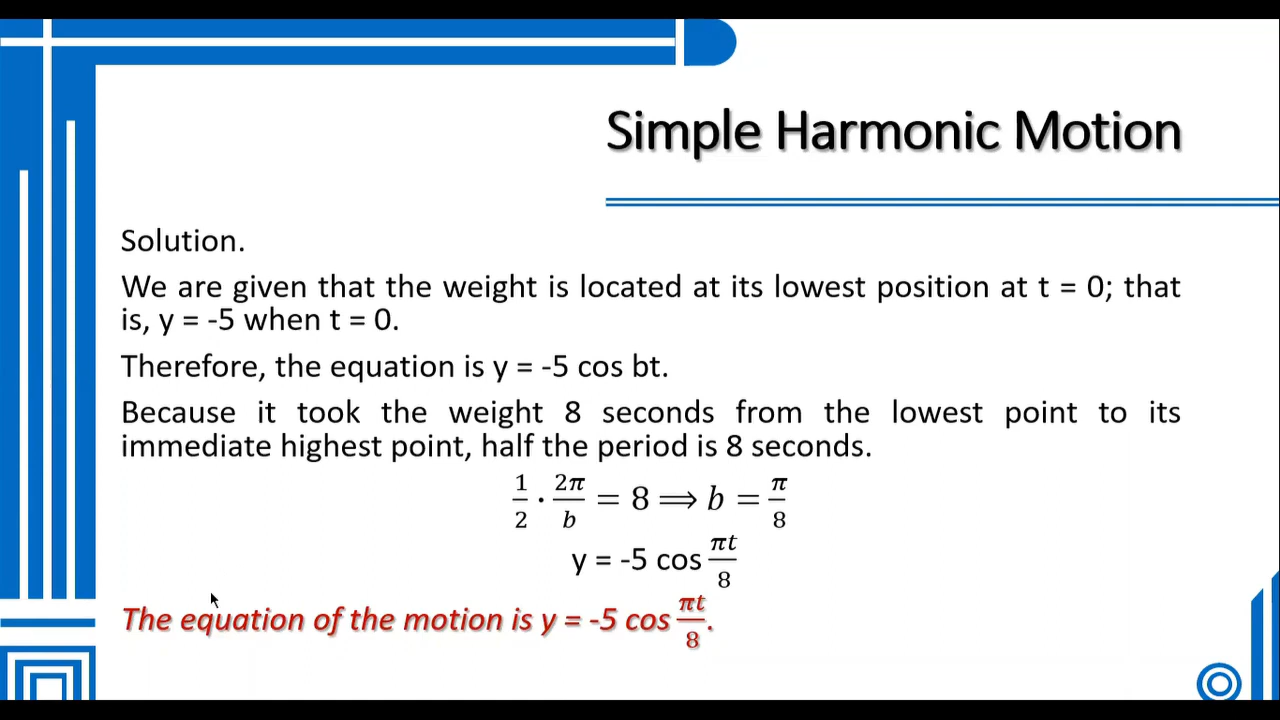 Simple Harmonic Motion
Solution.
We are given that the weight is located at its lowest position at t = 0; that
is, y = -5 when t = 0.
Therefore, the equation is y = -5 cos bt.
Because it took the weight 8 seconds from the lowest point to its
immediate highest point, half the period is 8 seconds.
1/2 · 2π/b = 8 ⟹ b = π/8
y = -5 cos πt/8
The equation of the motion is y = -5 cos πt/8.